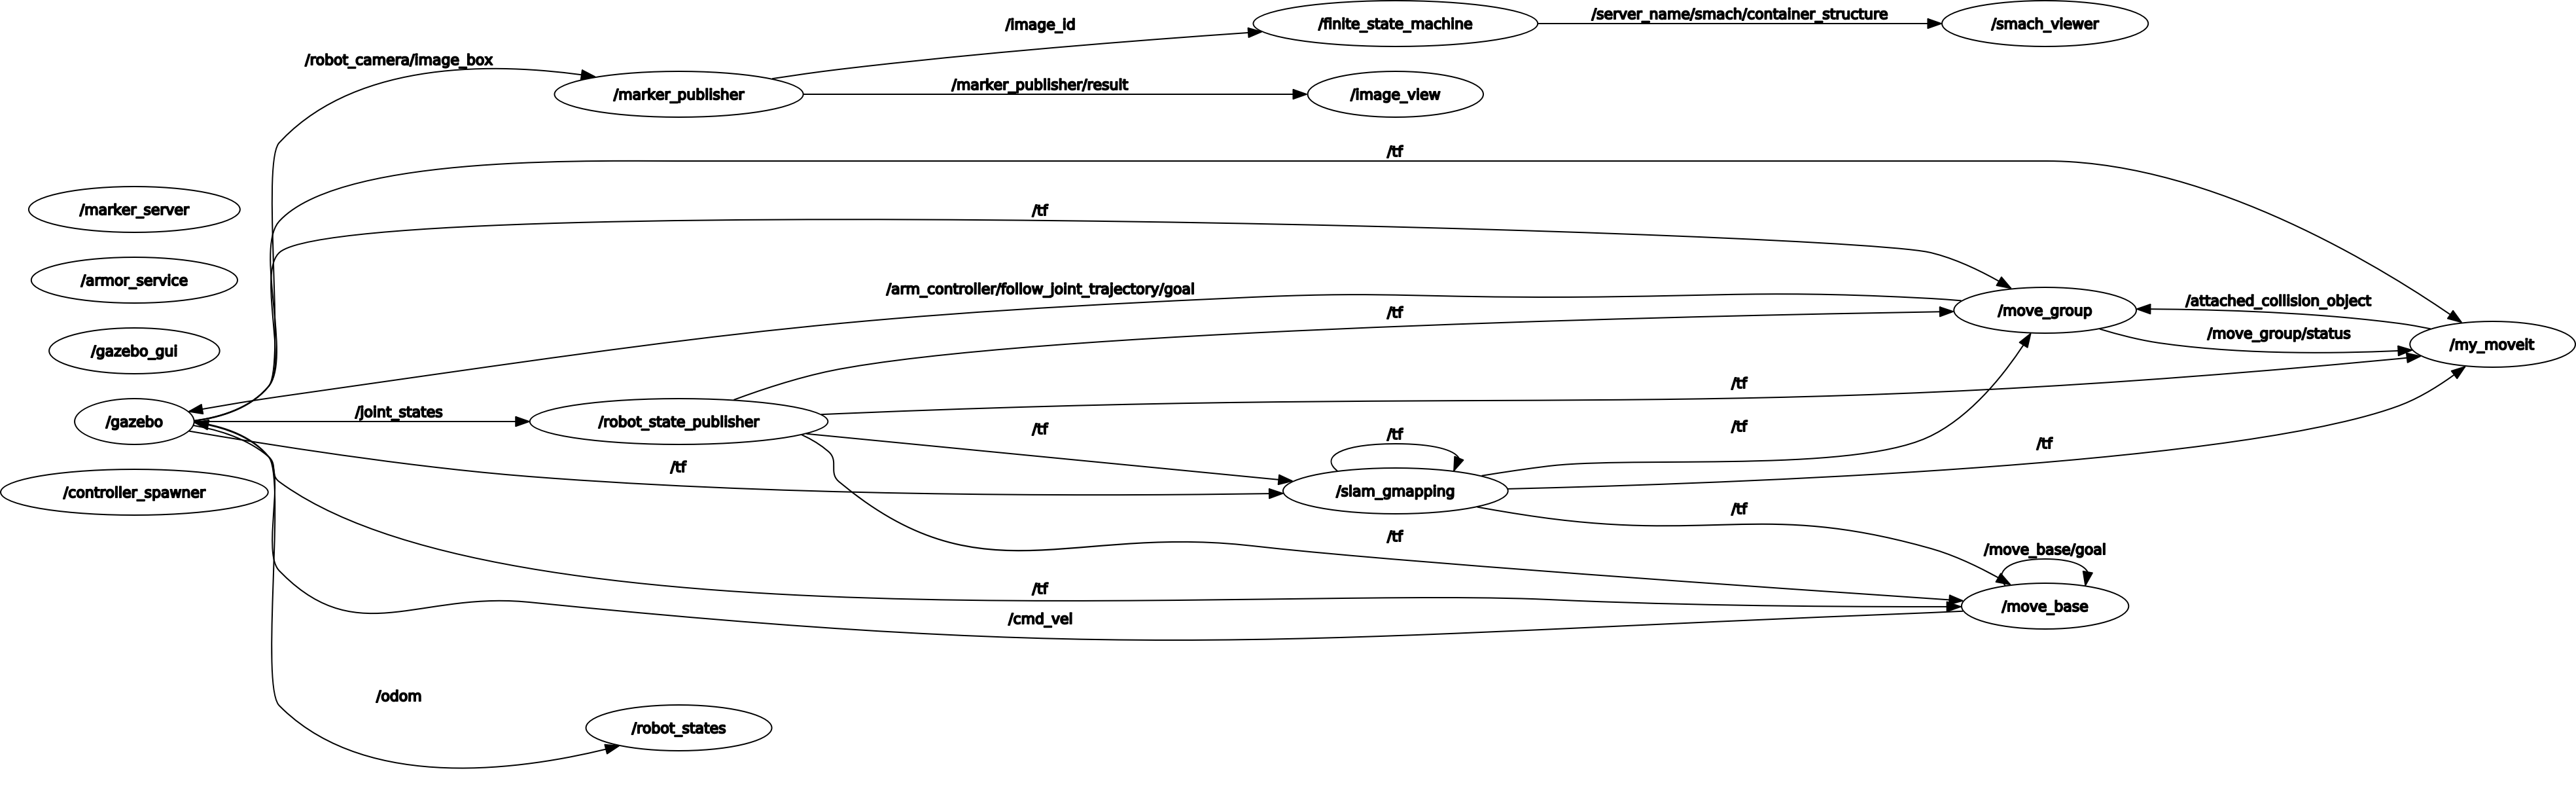 /server_name/smach/container_structure
/image_id
/finite_state_machine
/smach_viewer
/robot_camera/image_box
/marker_publisher/result
/marker_publisher
/image_view
/tf
/marker_server
/tf
/armor_service
/arm_controller/follow_joint_trajectory/goal
/attached_collision_object
/tf
/move_group
/move_group/status
/gazebo_gui
/my_moveit
/tf
/joint_states
/gazebo
/robot_state_publisher
/tf
/tf
/tf
/tf
/tf
/controller_spawner
/slam_gmapping
/tf
/tf
/move_base/goal
/tf
/move_base
/cmd_vel
/odom
/robot_states